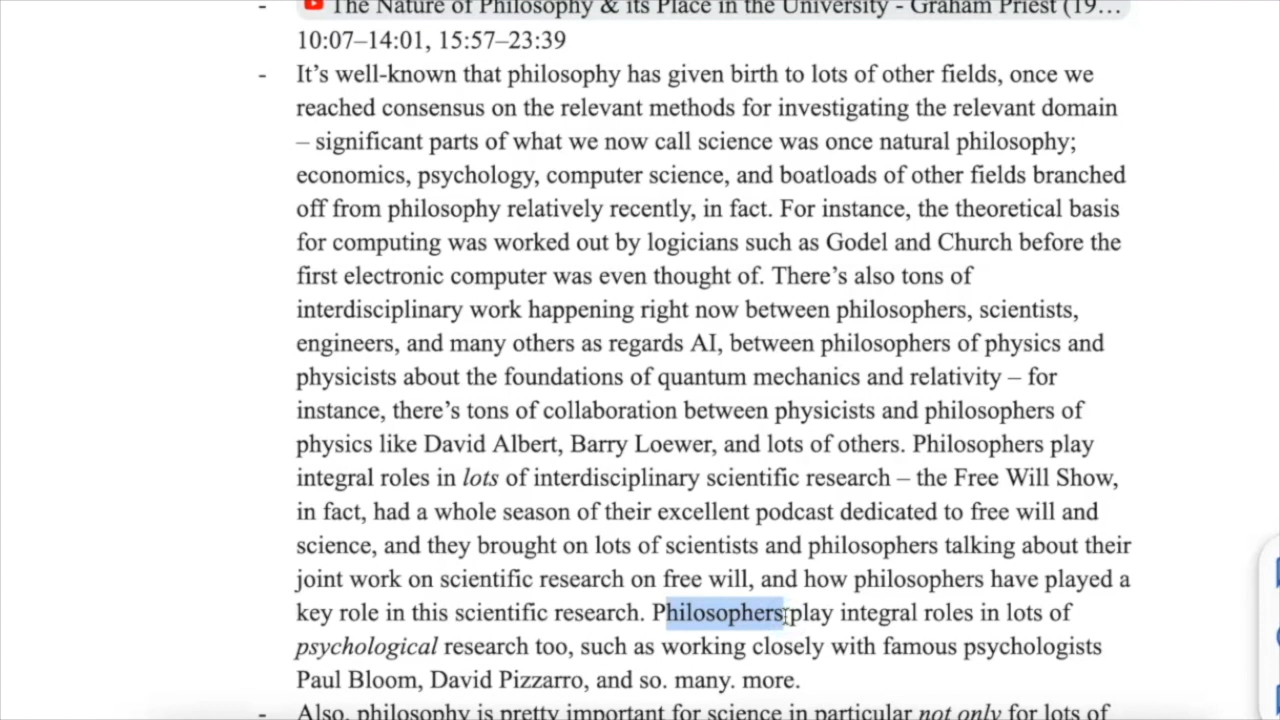 - The Nature of Philosophy & its Place in the University - Graham Priest (19...
10:07–14:01, 15:57–23:39
- It’s well-known that philosophy has given birth to lots of other fields, once we
reached consensus on the relevant methods for investigating the relevant domain
– significant parts of what we now call science was once natural philosophy;
economics, psychology, computer science, and boatloads of other fields branched
off from philosophy relatively recently, in fact. For instance, the theoretical basis
for computing was worked out by logicians such as Godel and Church before the
first electronic computer was even thought of. There’s also tons of
interdisciplinary work happening right now between philosophers, scientists,
engineers, and many others as regards AI, between philosophers of physics and
physicists about the foundations of quantum mechanics and relativity – for
instance, there’s tons of collaboration between physicists and philosophers of
physics like David Albert, Barry Loewer, and lots of others. Philosophers play
integral roles in lots of interdisciplinary scientific research – the Free Will Show,
in fact, had a whole season of their excellent podcast dedicated to free will and
science, and they brought on lots of scientists and philosophers talking about their
joint work on scientific research on free will, and how philosophers have played a
key role in this scientific research. Philosophers play integral roles in lots of
psychological research too, such as working closely with famous psychologists
Paul Bloom, David Pizzarro, and so. many. more.
- Also, philosophy is pretty important for science in particular not only for lots of